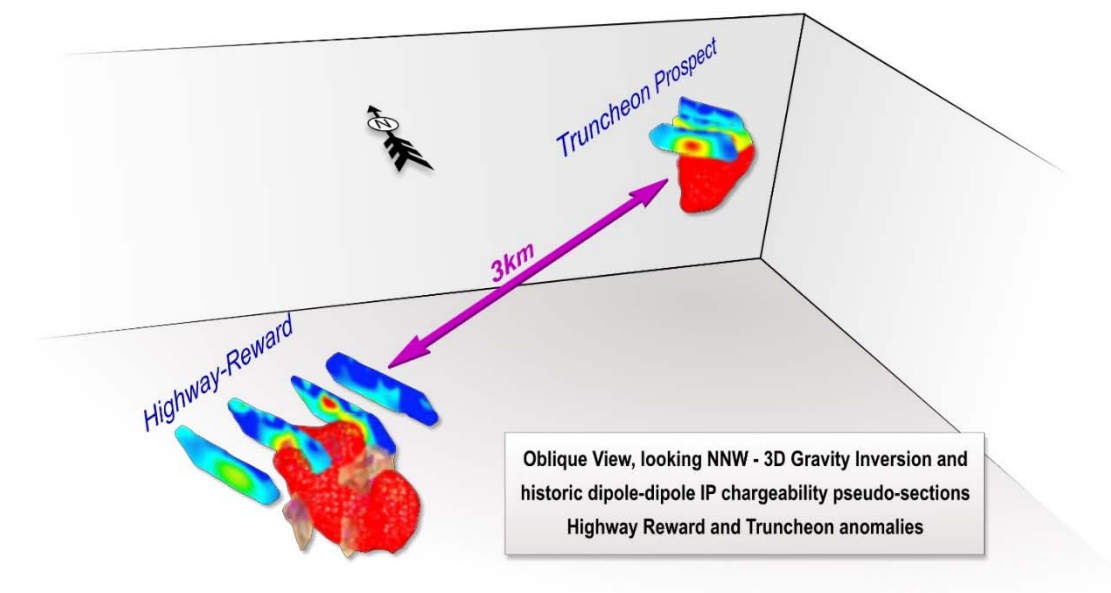 Truncheon Prospect
N
3km
Highway-Reward
Oblique View, looking NNW - 3D Gravity Inversion and
historic dipole-dipole IP chargeability pseudo-sections
Highway Reward and Truncheon anomalies